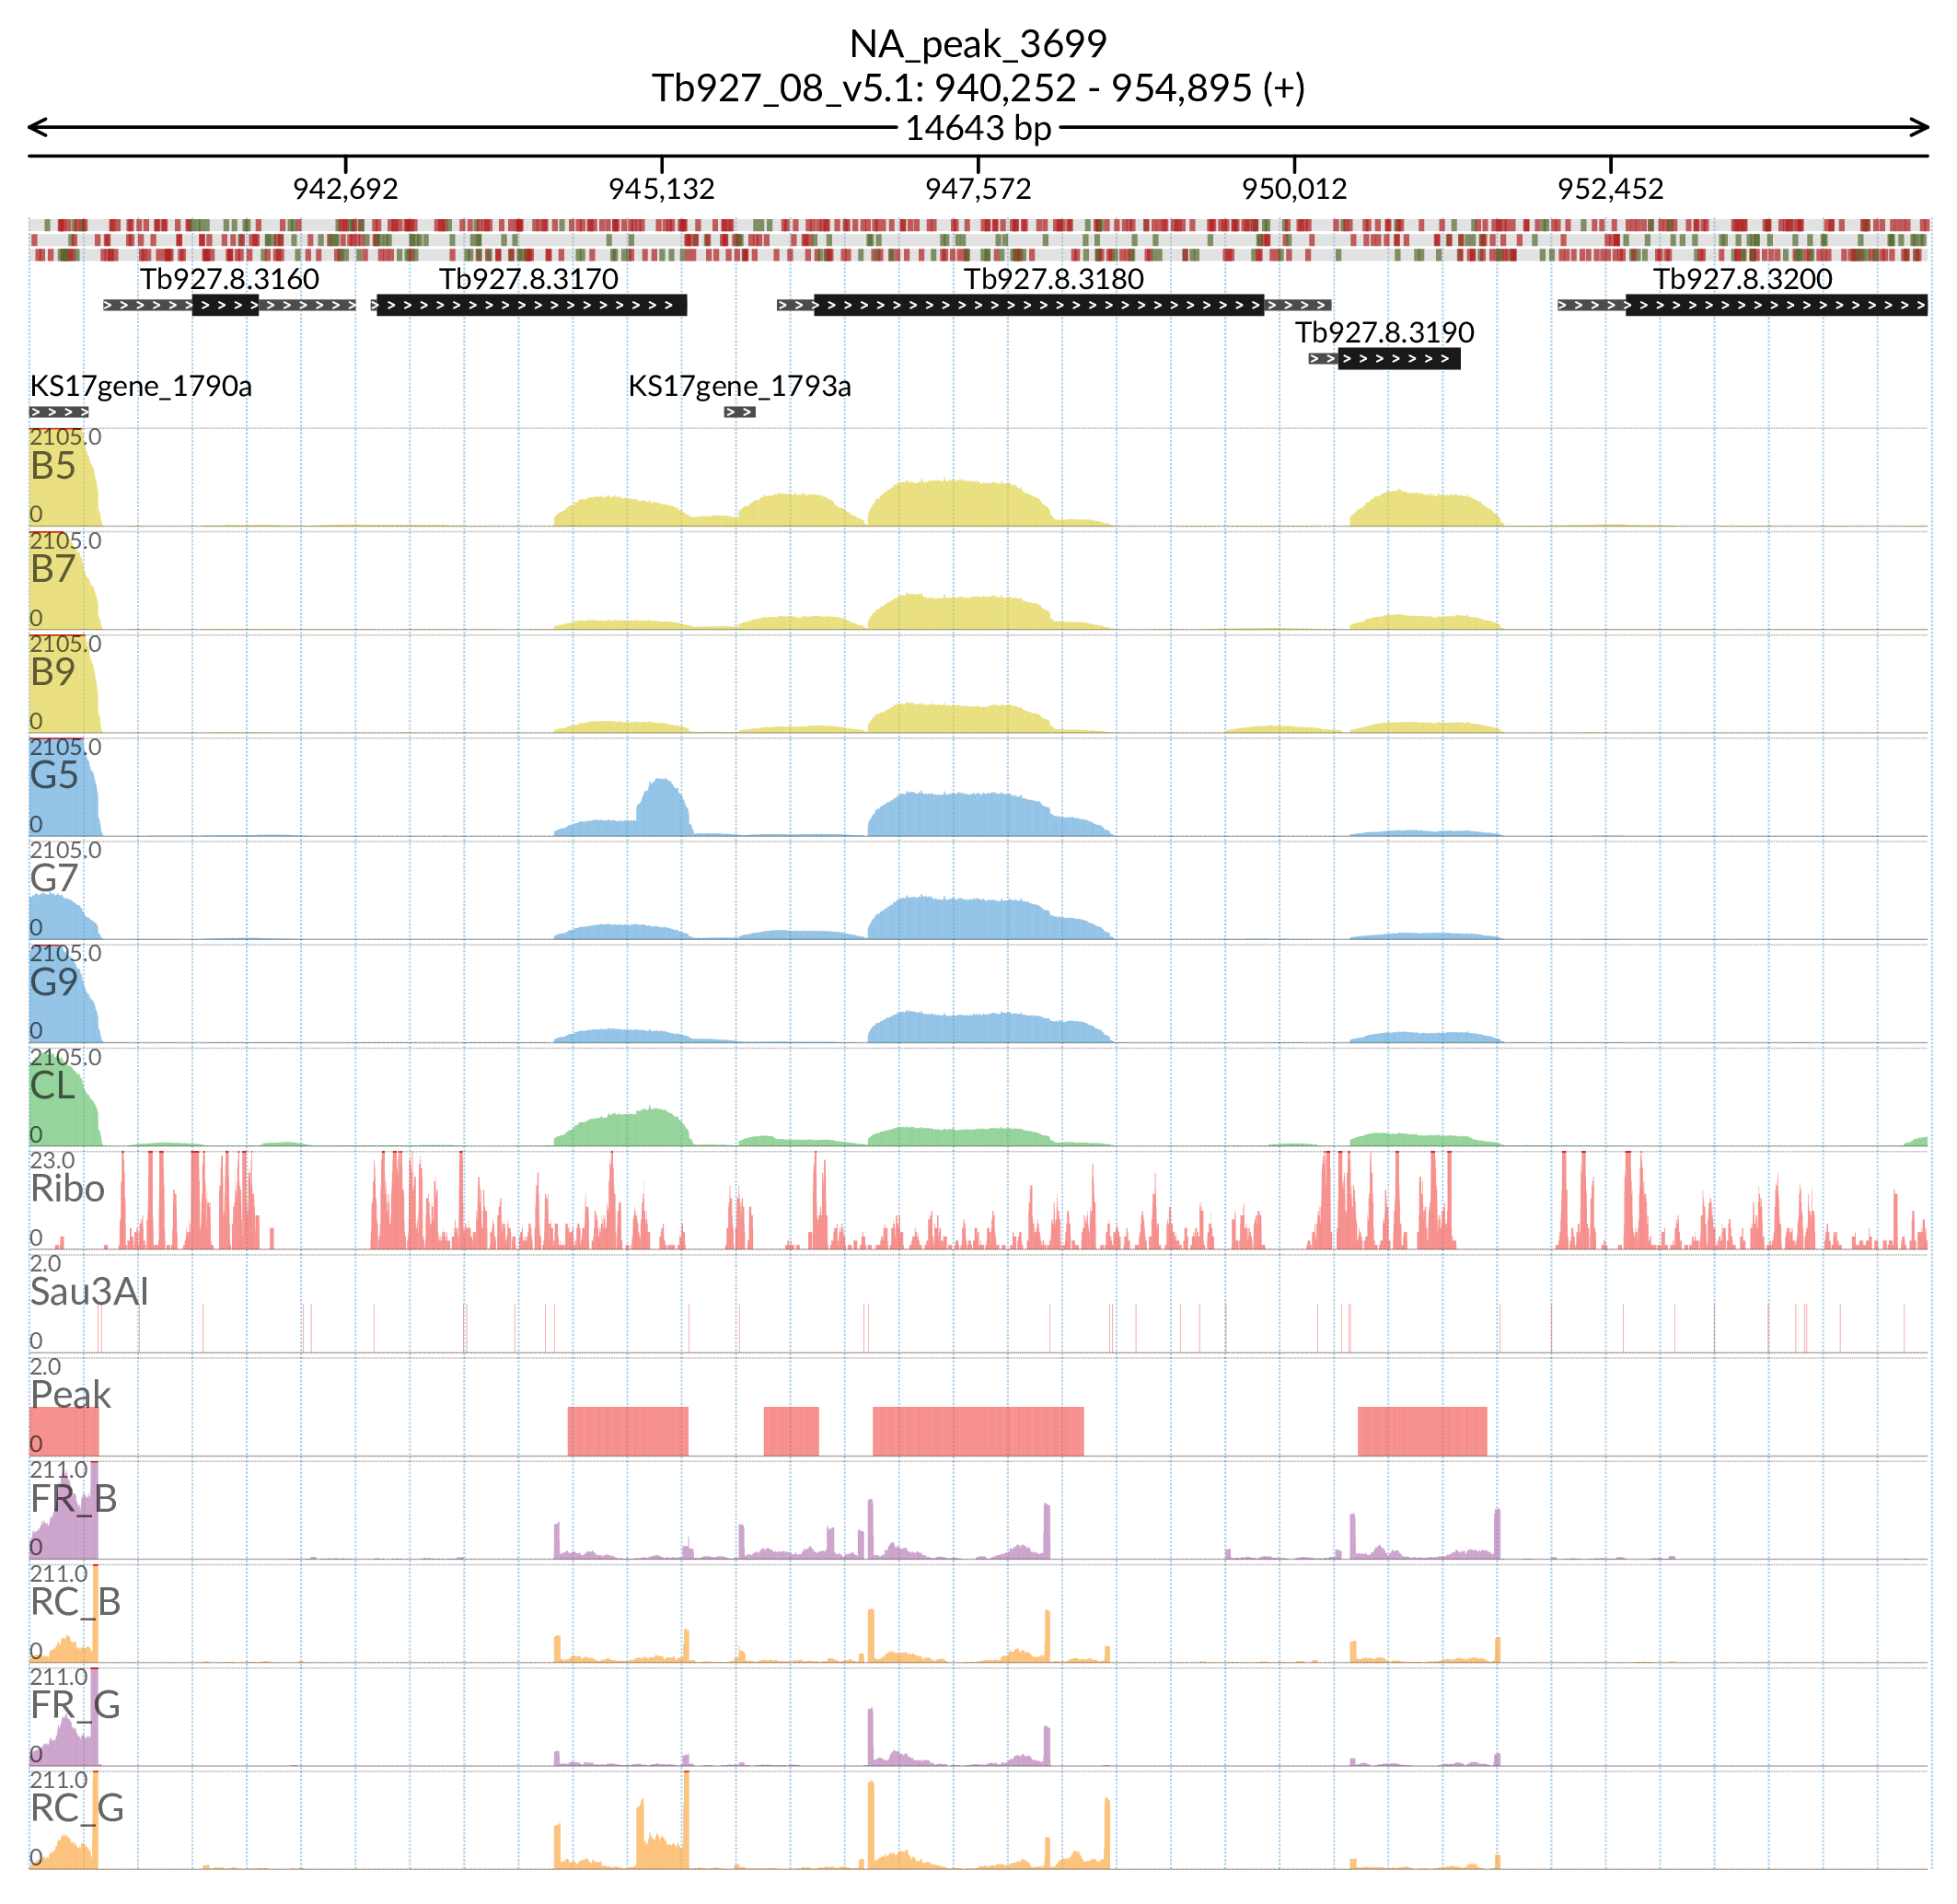 NA_peak_3699
Tb927_08_v5.1: 940,252 - 954,895 (+)
14643 bp
942,692 945,132 947,572 950,012 952,452
Tb927.8.3160 Tb927.8.3170 Tb927.8.3180 Tb927.8.3200
Tb927.8.3190
KS17gene_1790a KS17gene_1793a
2105.0
B5
0
2105.0
B7
0
2105.0
B9
0
2105.0
G5
0
2105.0
G7
0
2105.0
G9
0
2105.0
CL
0
23.0
Ribo
0
2.0
Sau3AI
0
2.0
Peak
0
211.0
FR_B
0
211.0
RC_B
0
211.0
FR_G
0
211.0
RC_G
0